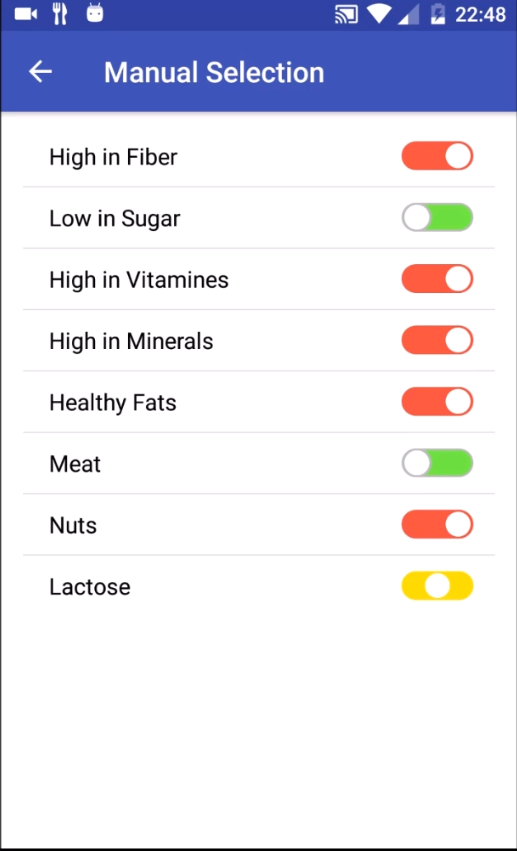 22:48
Manual Selection
High in Fiber
Low in Sugar
High in Vitamines
High in Minerals
Healthy Fats
Meat
Nuts
Lactose